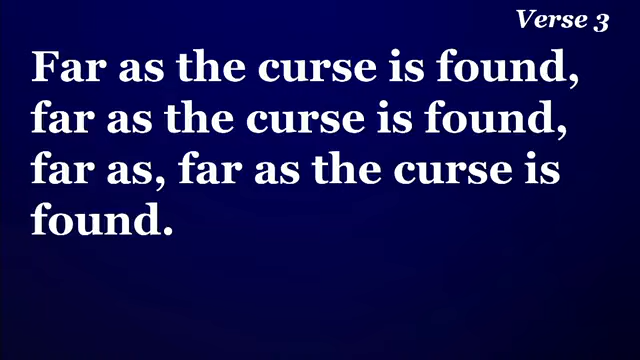 Verse 3
Far as the curse is found,
far as the curse is found,
far as, far as the curse is
found.